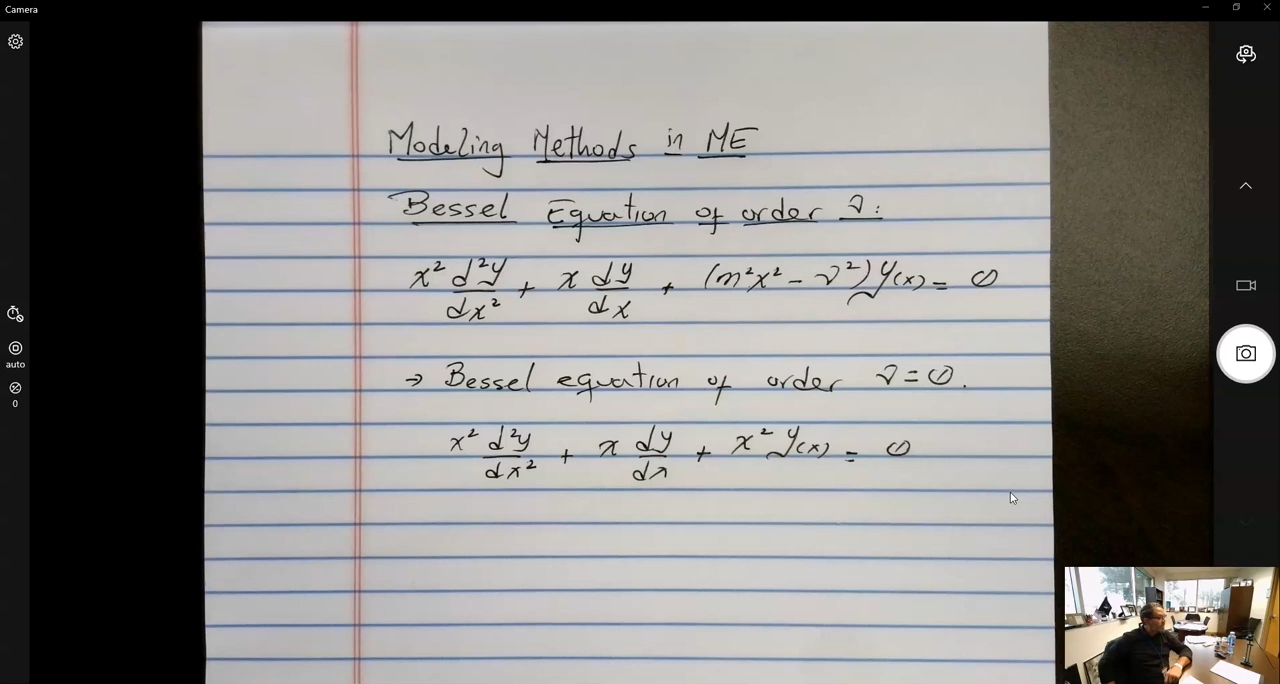 Camera
Modeling Methods in ME
Bessel Equation of order ν:
x² d²y/dx² + x dy/dx + (m²x² - ν²) y(x) = 0
→ Bessel equation of order ν = 0.
x² d²y/dx² + x dy/dx + x² y(x) = 0
auto
0